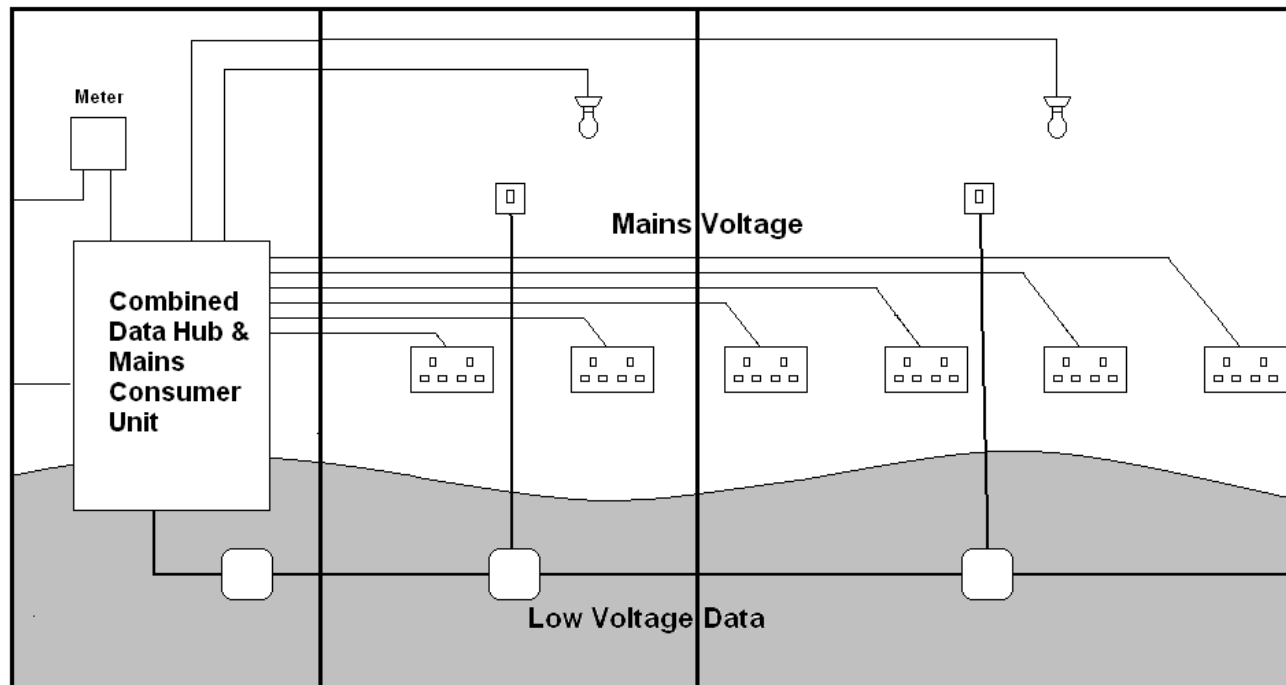 Meter
Mains Voltage
Combined
Data Hub &
Mains
Consumer
Unit
Low Voltage Data